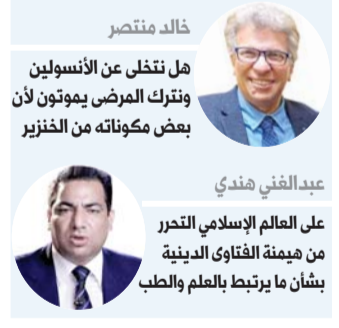 خالد منتصر
هل نتخلى عن الأنسولين
ونترك المرضى يموتون لأن
بعض مكوناته من الخنزير
عبدالغني هندي
على العالم الإسلامي التحرر
من هيمنة الفتاوى الدينية
بشأن ما يرتبط بالعلم والطب